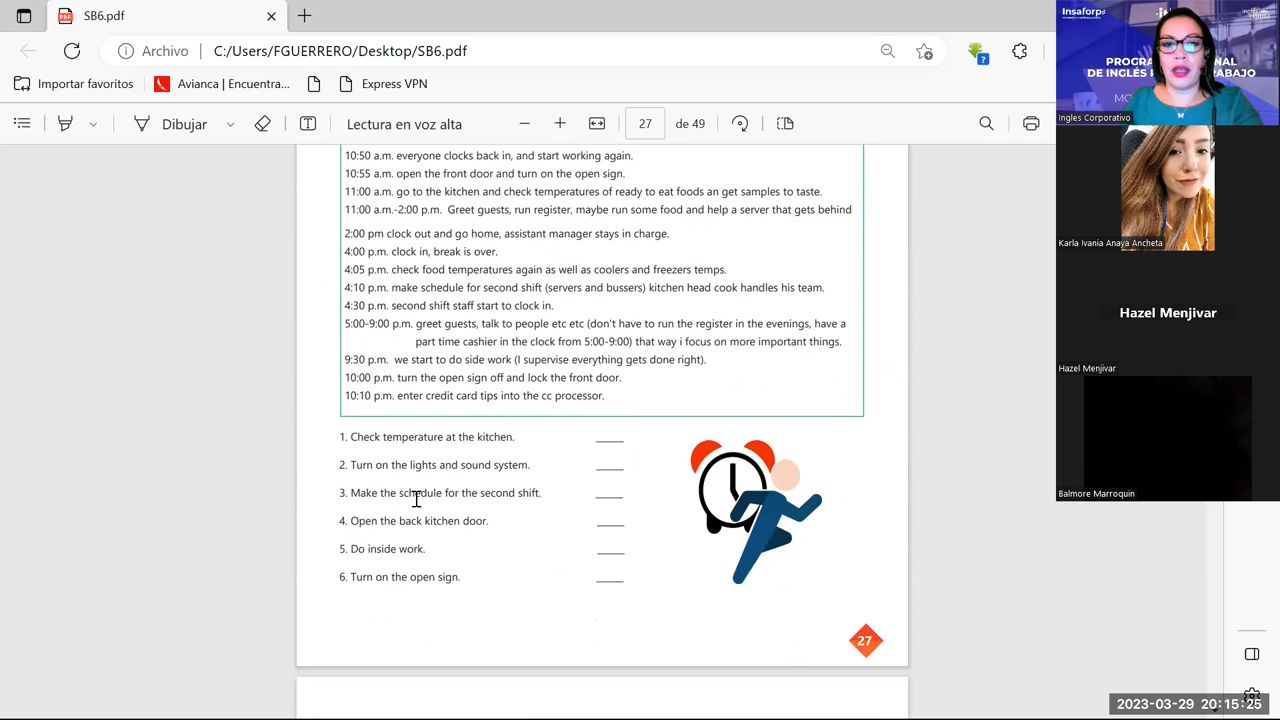 SB6.pdf
Archivo
C:/Users/FGUERRERO/Desktop/SB6.pdf
Importar favoritos
Avianca | Encuentra...
Express VPN
Dibujar
Lectura en voz alta
27
de 49
10:50 a.m. everyone clocks back in, and start working again.
10:55 a.m. open the front door and turn on the open sign.
11:00 a.m. go to the kitchen and check temperatures of ready to eat foods an get samples to taste.
11:00 a.m.-2:00 p.m. Greet guests, run register, maybe run some food and help a server that gets behind
2:00 pm clock out and go home, assistant manager stays in charge.
4:00 p.m. clock in, break is over.
4:05 p.m. check food temperatures again as well as coolers and freezers temps.
4:10 p.m. make schedule for second shift (servers and bussers) kitchen head cook handles his team.
4:30 p.m. second shift staff start to clock in.
5:00-9:00 p.m. greet guests, talk to people etc etc (don't have to run the register in the evenings, have a
part time cashier in the clock from 5:00-9:00) that way i focus on more important things.
9:30 p.m. we start to do side work (I supervise everything gets done right).
10:00 p.m. turn the open sign off and lock the front door.
10:10 p.m. enter credit card tips into the cc processor.
1. Check temperature at the kitchen. ____
2. Turn on the lights and sound system. ____
3. Make the schedule for the second shift. ____
4. Open the back kitchen door. ____
5. Do inside work. ____
6. Turn on the open sign. ____
27
Insaforp
DE INGLÉS
Ingles Corporativo
Karla Ivania Anaya Ancheta
Hazel Menjivar
Hazel Menjivar
Balmore Marroquin
2023-03-29 20:15:25